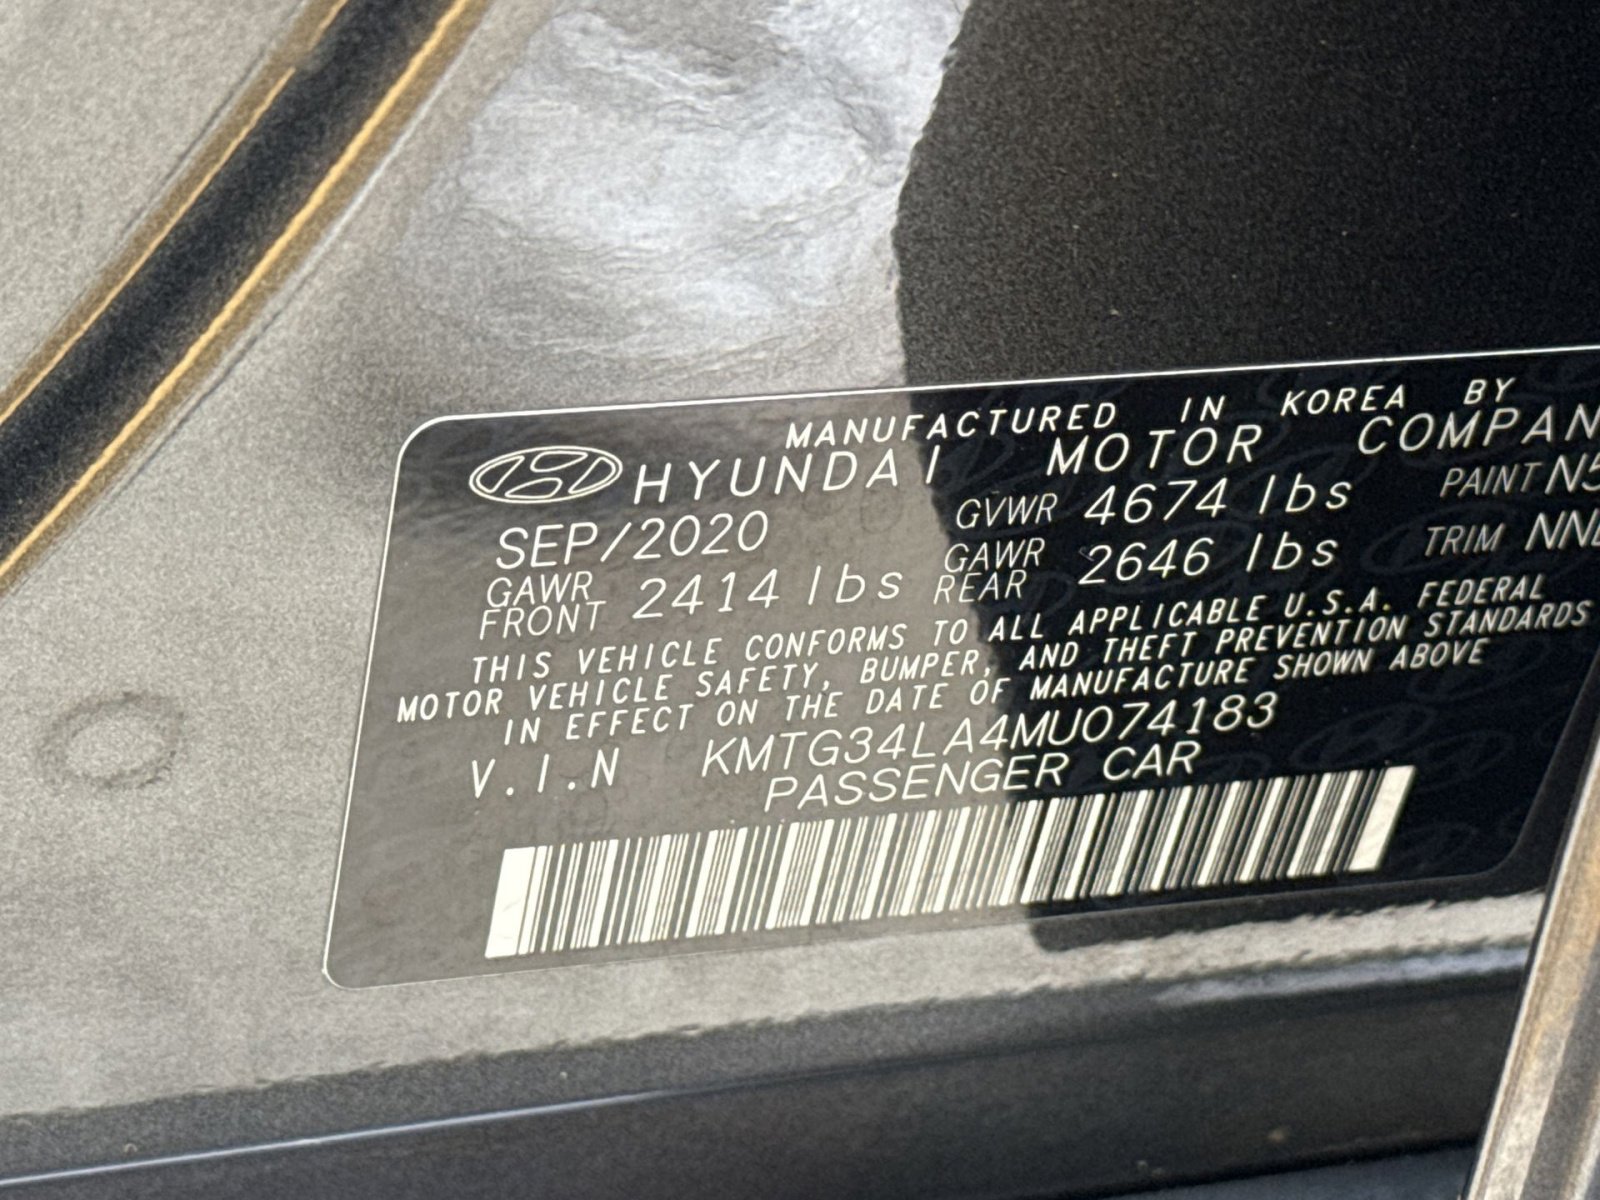 MANUFACTURED IN KOREA BY
HYUNDAI MOTOR COMPAN
SEP/2020 GVWR 4674 lbs PAINT N5
GAWR FRONT 2414 lbs GAWR REAR 2646 lbs TRIM NN
THIS VEHICLE CONFORMS TO ALL APPLICABLE U.S.A. FEDERAL
MOTOR VEHICLE SAFETY, BUMPER, AND THEFT PREVENTION STANDARDS
IN EFFECT ON THE DATE OF MANUFACTURE SHOWN ABOVE
V.I.N KMTG34LA4MU074183
PASSENGER CAR